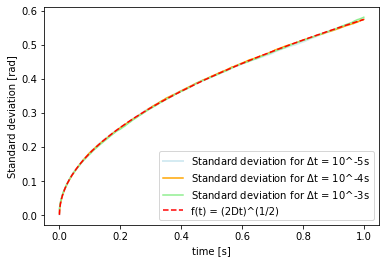 0.6
0.5
0.4
0.3
0.2
0.1
0.0
Standard deviation [rad]
Standard deviation for Δt = 10^-5s
Standard deviation for Δt = 10^-4s
Standard deviation for Δt = 10^-3s
f(t) = (2Dt)^(1/2)
0.0 0.2 0.4 0.6 0.8 1.0
time [s]